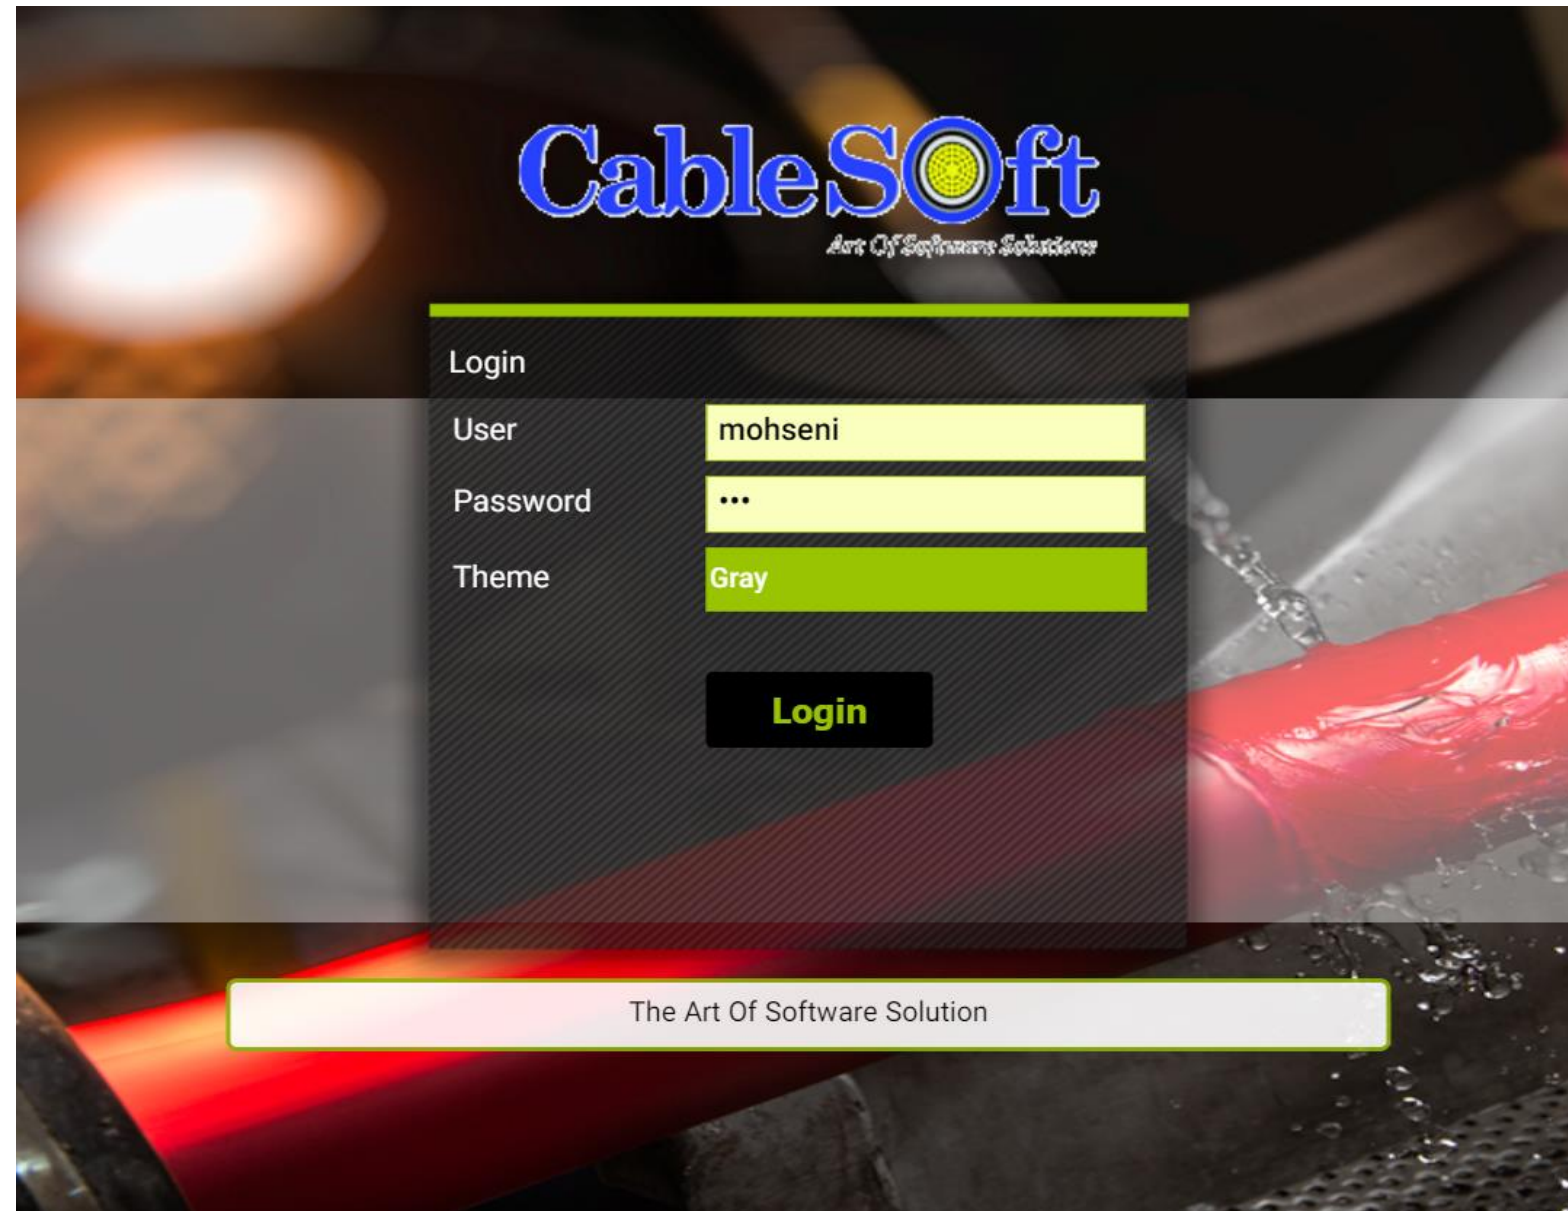 CableSOft
Art Of Software Solutions
Login
User mohseni
Password •••
Theme Gray
Login
The Art Of Software Solution